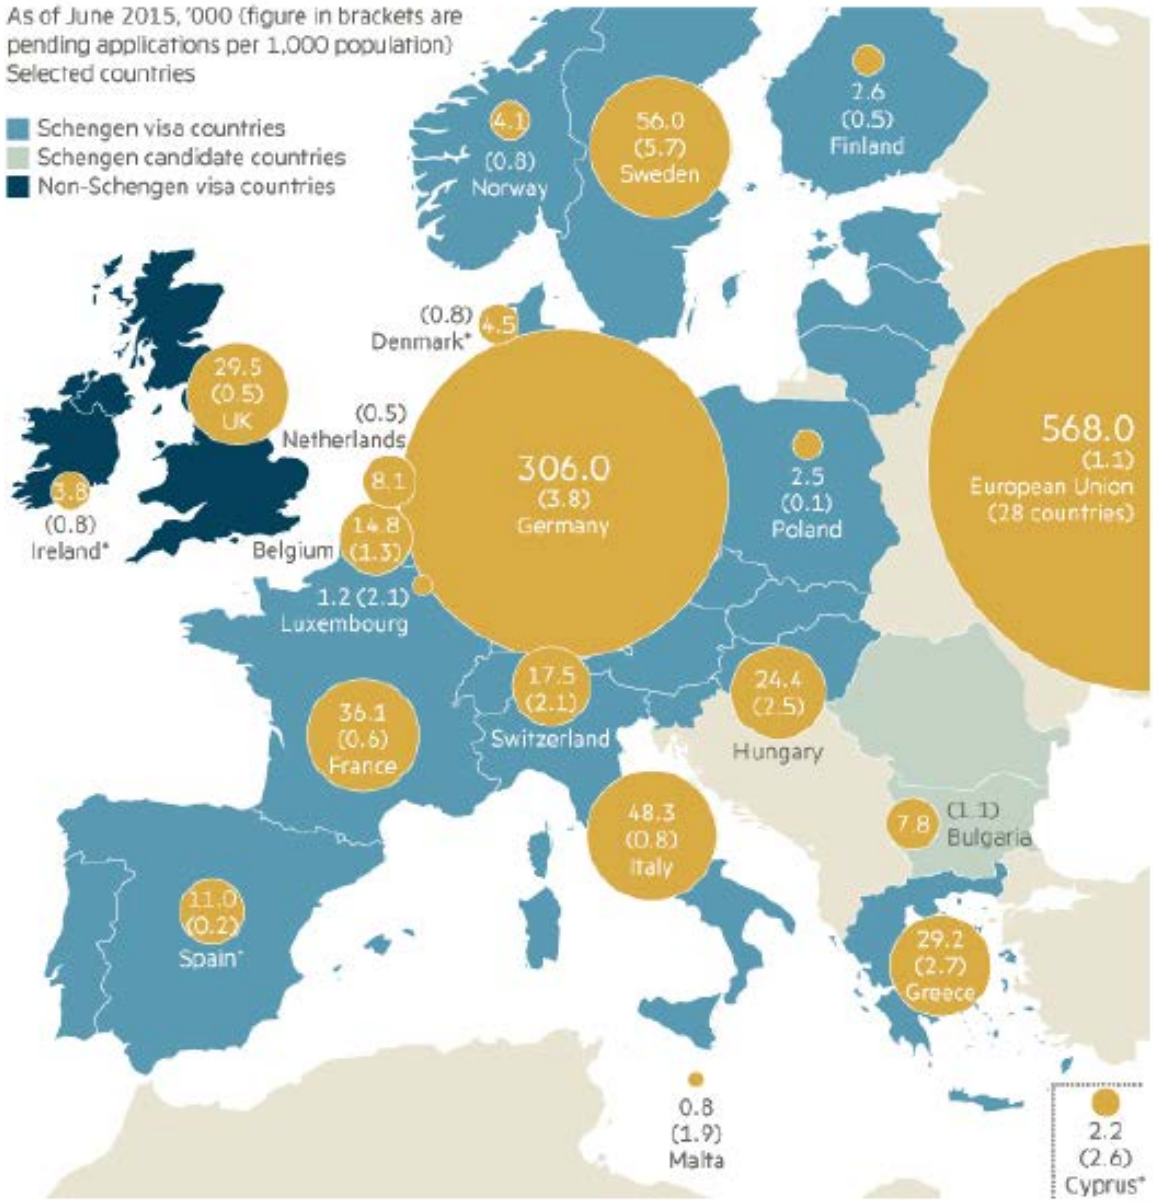 As of June 2015, '000 (figure in brackets are
pending applications per 1,000 population)
Selected countries
Schengen visa countries
Schengen candidate countries
Non-Schengen visa countries
2.6
(0.5)
Finland
4.1
(0.8)
Norway
56.0
(5.7)
Sweden
(0.8)
Denmark*
4.5
29.5
(0.5)
UK
(0.5)
Netherlands
8.1
3.8
(0.8)
Ireland*
Belgium
14.8
(1.3)
306.0
(3.8)
Germany
2.5
(0.1)
Poland
568.0
(1.1)
European Union
(28 countries)
1.2 (2.1)
Luxembourg
17.5
(2.1)
Switzerland
24.4
(2.5)
Hungary
36.1
(0.6)
France
48.3
(0.8)
Italy
7.8
(1.1)
Bulgaria
11.0
(0.2)
Spain*
29.2
(2.7)
Greece
0.8
(1.9)
Malta
2.2
(2.6)
Cyprus*